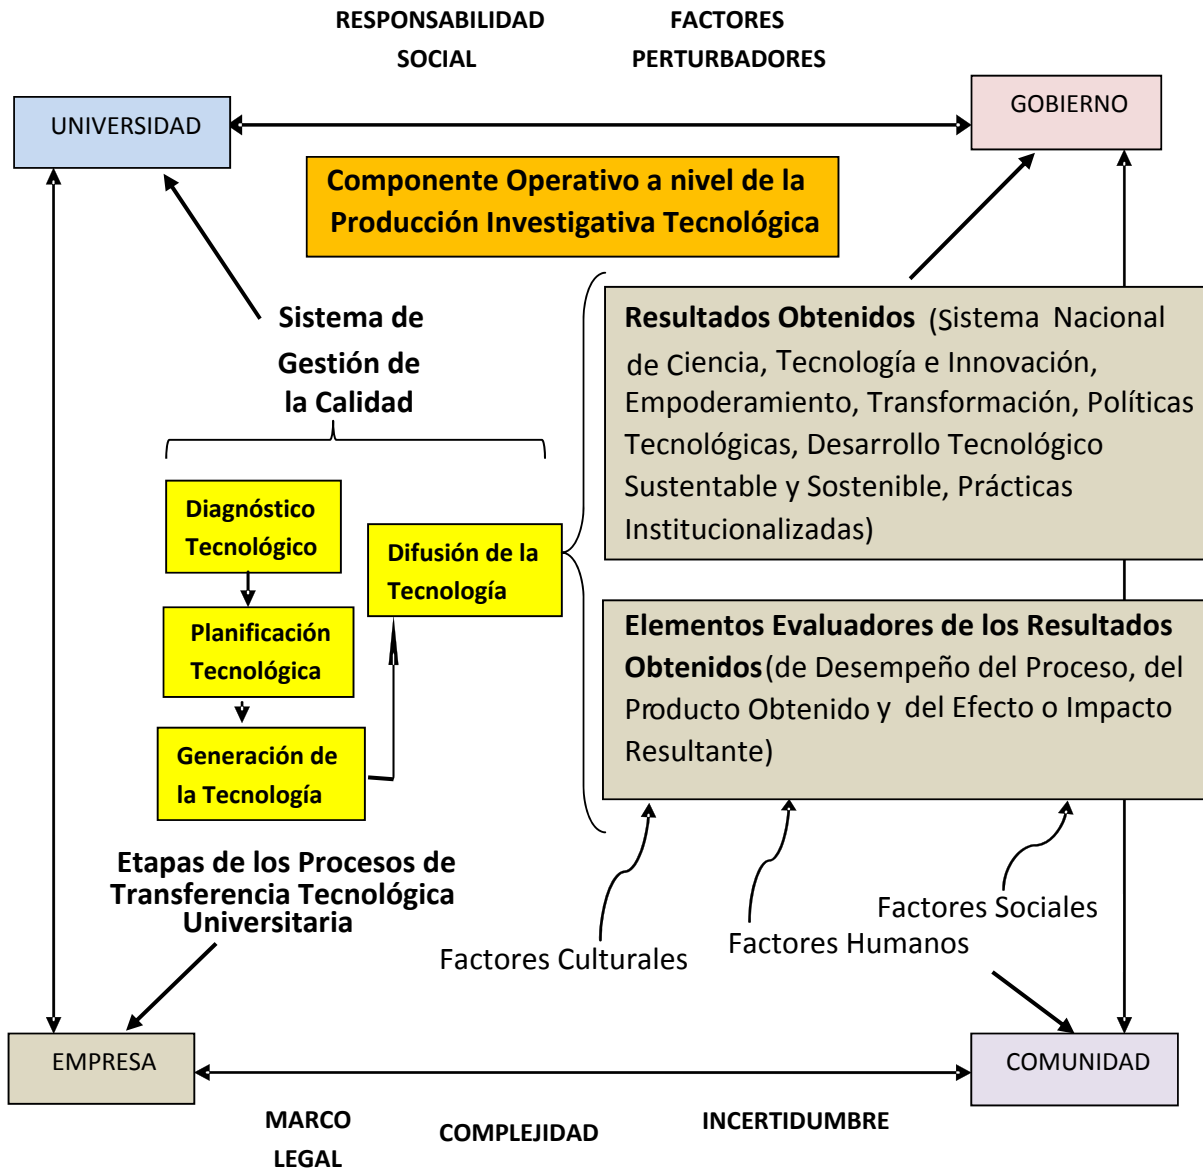 RESPONSABILIDAD
SOCIAL
FACTORES
PERTURBADORES
UNIVERSIDAD
GOBIERNO
Componente Operativo a nivel de la
Producción Investigativa Tecnológica
Sistema de
Gestión de
la Calidad
Diagnóstico
Tecnológico
Planificación
Tecnológica
Generación de
la Tecnología
Difusión de la
Tecnología
Resultados Obtenidos (Sistema Nacional
de Ciencia, Tecnología e Innovación,
Empoderamiento, Transformación, Políticas
Tecnológicas, Desarrollo Tecnológico
Sustentable y Sostenible, Prácticas
Institucionalizadas)
Elementos Evaluadores de los Resultados
Obtenidos (de Desempeño del Proceso, del
Producto Obtenido y del Efecto o Impacto
Resultante)
Etapas de los Procesos de
Transferencia Tecnológica
Universitaria
Factores Culturales
Factores Humanos
Factores Sociales
EMPRESA
COMUNIDAD
MARCO
LEGAL
COMPLEJIDAD
INCERTIDUMBRE